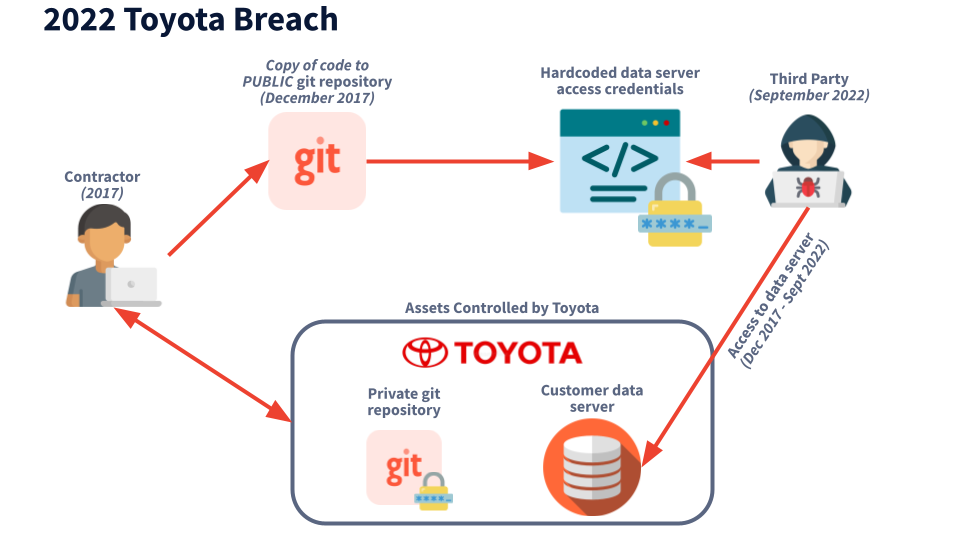 2022 Toyota Breach
Copy of code to
PUBLIC git repository
(December 2017)
Hardcoded data server
access credentials
Third Party
(September 2022)
git
</>
****_
Contractor
(2017)
Access to data server
(Dec 2017 - Sept 2022)
Assets Controlled by Toyota
TOYOTA
Private git
repository
Customer data
server
git
****_